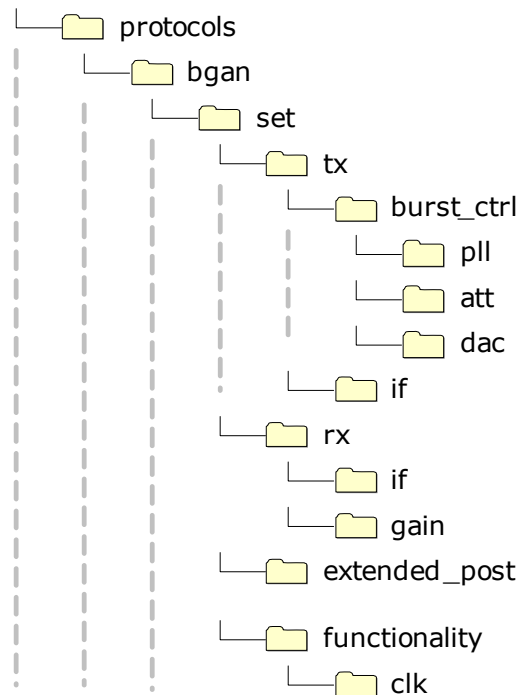 protocols
bgan
set
tx
burst_ctrl
pll
att
dac
if
rx
if
gain
extended_post
functionality
clk